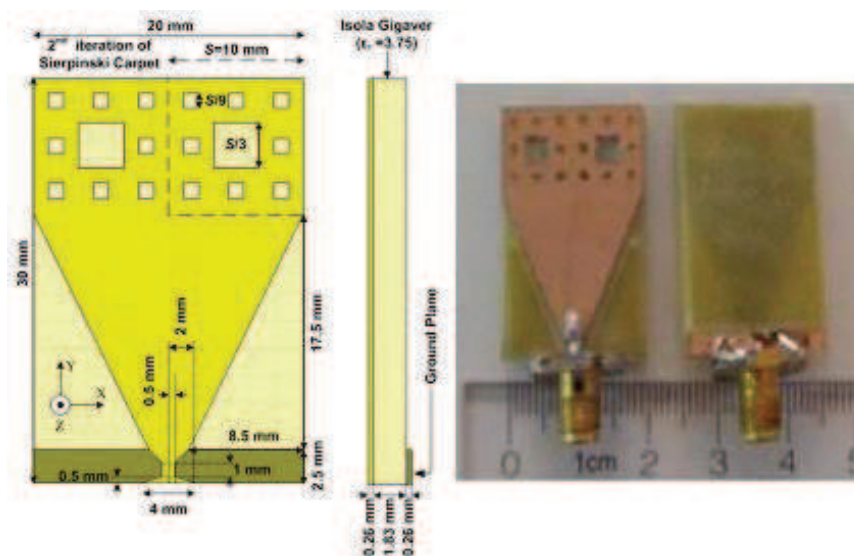 20 mm
2nd iteration of
Sierpinski Carpet
S=10 mm
S/9
S/3
30 mm
17.5 mm
2 mm
0.5 mm
Y
X
Z
8.5 mm
1 mm
0.5 mm
2.5 mm
4 mm
Isola Gigaver
(εr =3.75)
Ground Plane
0.26 mm
1.83 mm
0.26 mm
0 1cm 2 3 4 5